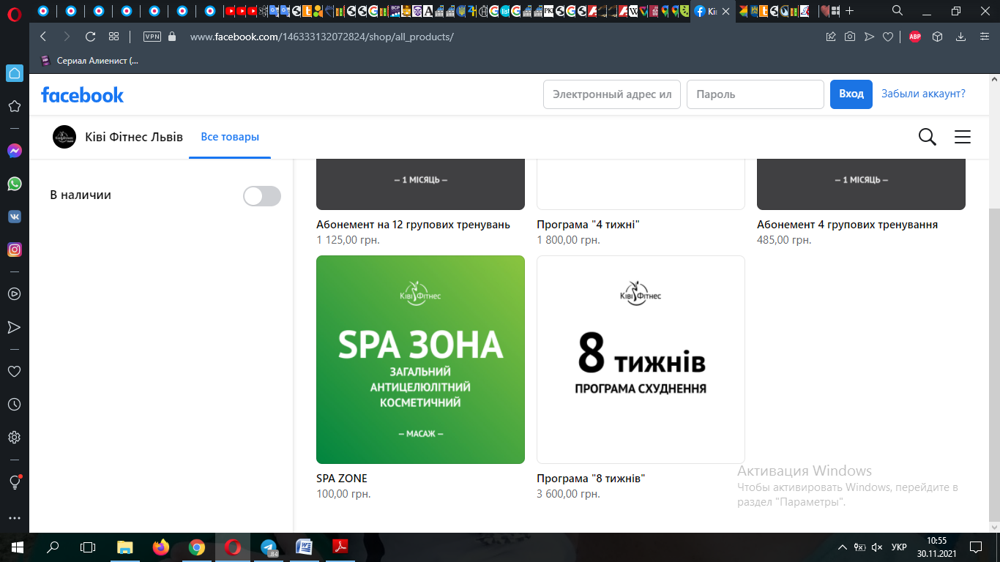 Ki
VPN
www.facebook.com/146333132072824/shop/all_products/
ABP
Сериал Алиенист (...
facebook
Электронный адрес ил
Пароль
Вход
Забыли аккаунт?
Ківі Фітнес Львів
Все товары
В наличии
— 1 МІСЯЦЬ —
— 1 МІСЯЦЬ —
Абонемент на 12 групових тренувань
1 125,00 грн.
Програма "4 тижні"
1 800,00 грн.
Абонемент 4 групових тренування
485,00 грн.
Ківі Фітнес
SPA ЗОНА
ЗАГАЛЬНИЙ
АНТИЦЕЛЮЛІТНИЙ
КОСМЕТИЧНИЙ
— МАСАЖ —
SPA ZONE
100,00 грн.
Ківі Фітнес
8 тижнів
ПРОГРАМА СХУДНЕННЯ
Програма "8 тижнів"
3 600,00 грн.
Активация Windows
Чтобы активировать Windows, перейдите в
раздел "Параметры".
84
УКР
10:55
30.11.2021